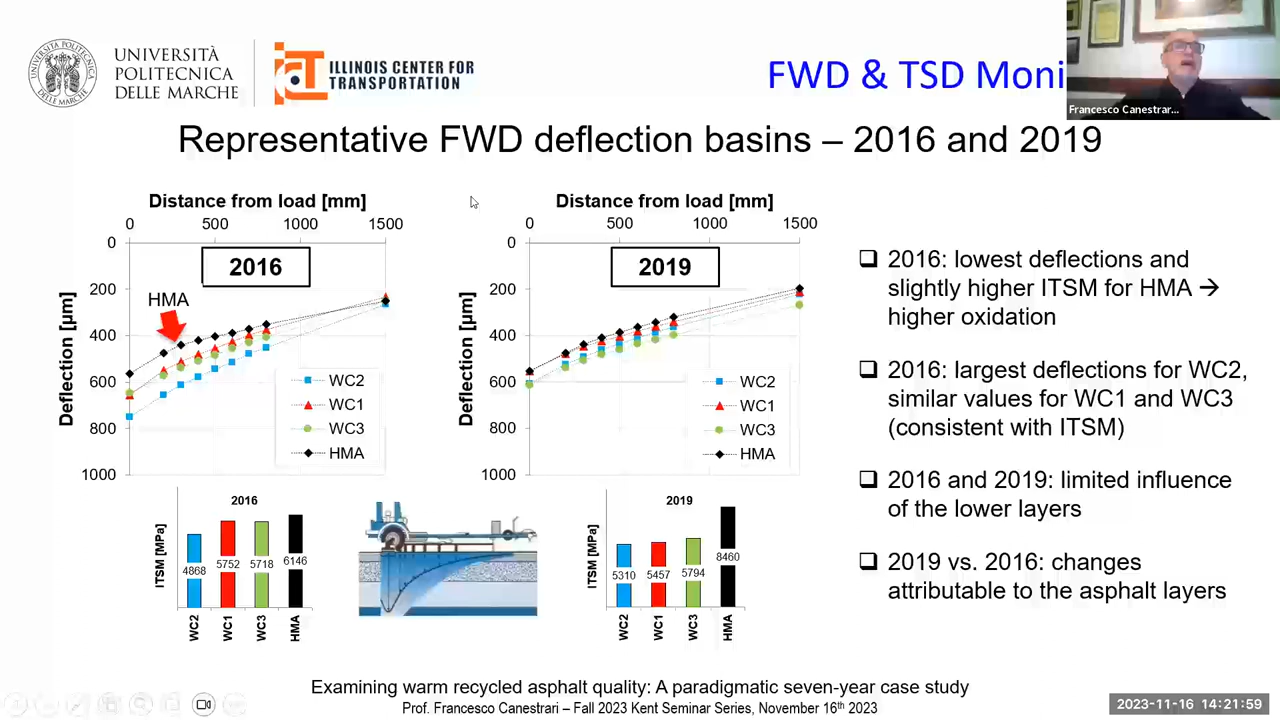 UNIVERSITÀ
POLITECNICA
DELLE MARCHE
ILLINOIS CENTER FOR
TRANSPORTATION
FWD & TSD Moni
Francesco Canestrar...
Representative FWD deflection basins – 2016 and 2019
Distance from load [mm]
0 500 1000 1500
0
200
400
600
800
1000
Deflection [µm]
2016
HMA
WC2
WC1
WC3
HMA
Distance from load [mm]
0 500 1000 1500
0
200
400
600
800
1000
Deflection [µm]
2019
WC2
WC1
WC3
HMA
2016
ITSM [MPa]
4868 5752 5718 6146
WC2 WC1 WC3 HMA
2019
ITSM [MPa]
5310 5457 5794 8460
WC2 WC1 WC3 HMA
2016: lowest deflections and
slightly higher ITSM for HMA →
higher oxidation
2016: largest deflections for WC2,
similar values for WC1 and WC3
(consistent with ITSM)
2016 and 2019: limited influence
of the lower layers
2019 vs. 2016: changes
attributable to the asphalt layers
Examining warm recycled asphalt quality: A paradigmatic seven-year case study
Prof. Francesco Canestrari – Fall 2023 Kent Seminar Series, November 16th 2023
2023-11-16 14:21:59